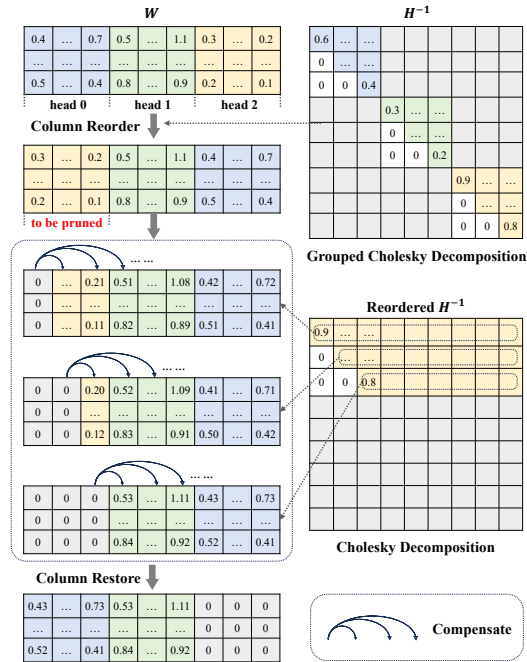 W
H⁻¹
0.4 … 0.7 0.5 … 1.1 0.3 … 0.2
… … … … … … … … …
0.5 … 0.4 0.8 … 0.9 0.2 … 0.1
head 0 head 1 head 2
Column Reorder
0.3 … 0.2 0.5 … 1.1 0.4 … 0.7
… … … … … … … … …
0.2 … 0.1 0.8 … 0.9 0.5 … 0.4
to be pruned
0.6 … …
0 … …
0 0 0.4
0.3 … …
0 … …
0 0 0.2
0.9 … …
0 … …
0 0 0.8
Grouped Cholesky Decomposition
… …
0 … 0.21 0.51 … 1.08 0.42 … 0.72
0 … … … … … … … …
0 … 0.11 0.82 … 0.89 0.51 … 0.41
… …
0 0 0.20 0.52 … 1.09 0.41 … 0.71
0 0 … … … … … … …
0 0 0.12 0.83 … 0.91 0.50 … 0.42
… …
0 0 0 0.53 … 1.11 0.43 … 0.73
0 0 0 … … … … … …
0 0 0 0.84 … 0.92 0.52 … 0.41
Reordered H⁻¹
0.9 … …
0 … …
0 0 0.8
Cholesky Decomposition
Column Restore
0.43 … 0.73 0.53 … 1.11 0 0 0
… … … … … … 0 0 0
0.52 … 0.41 0.84 … 0.92 0 0 0
Compensate